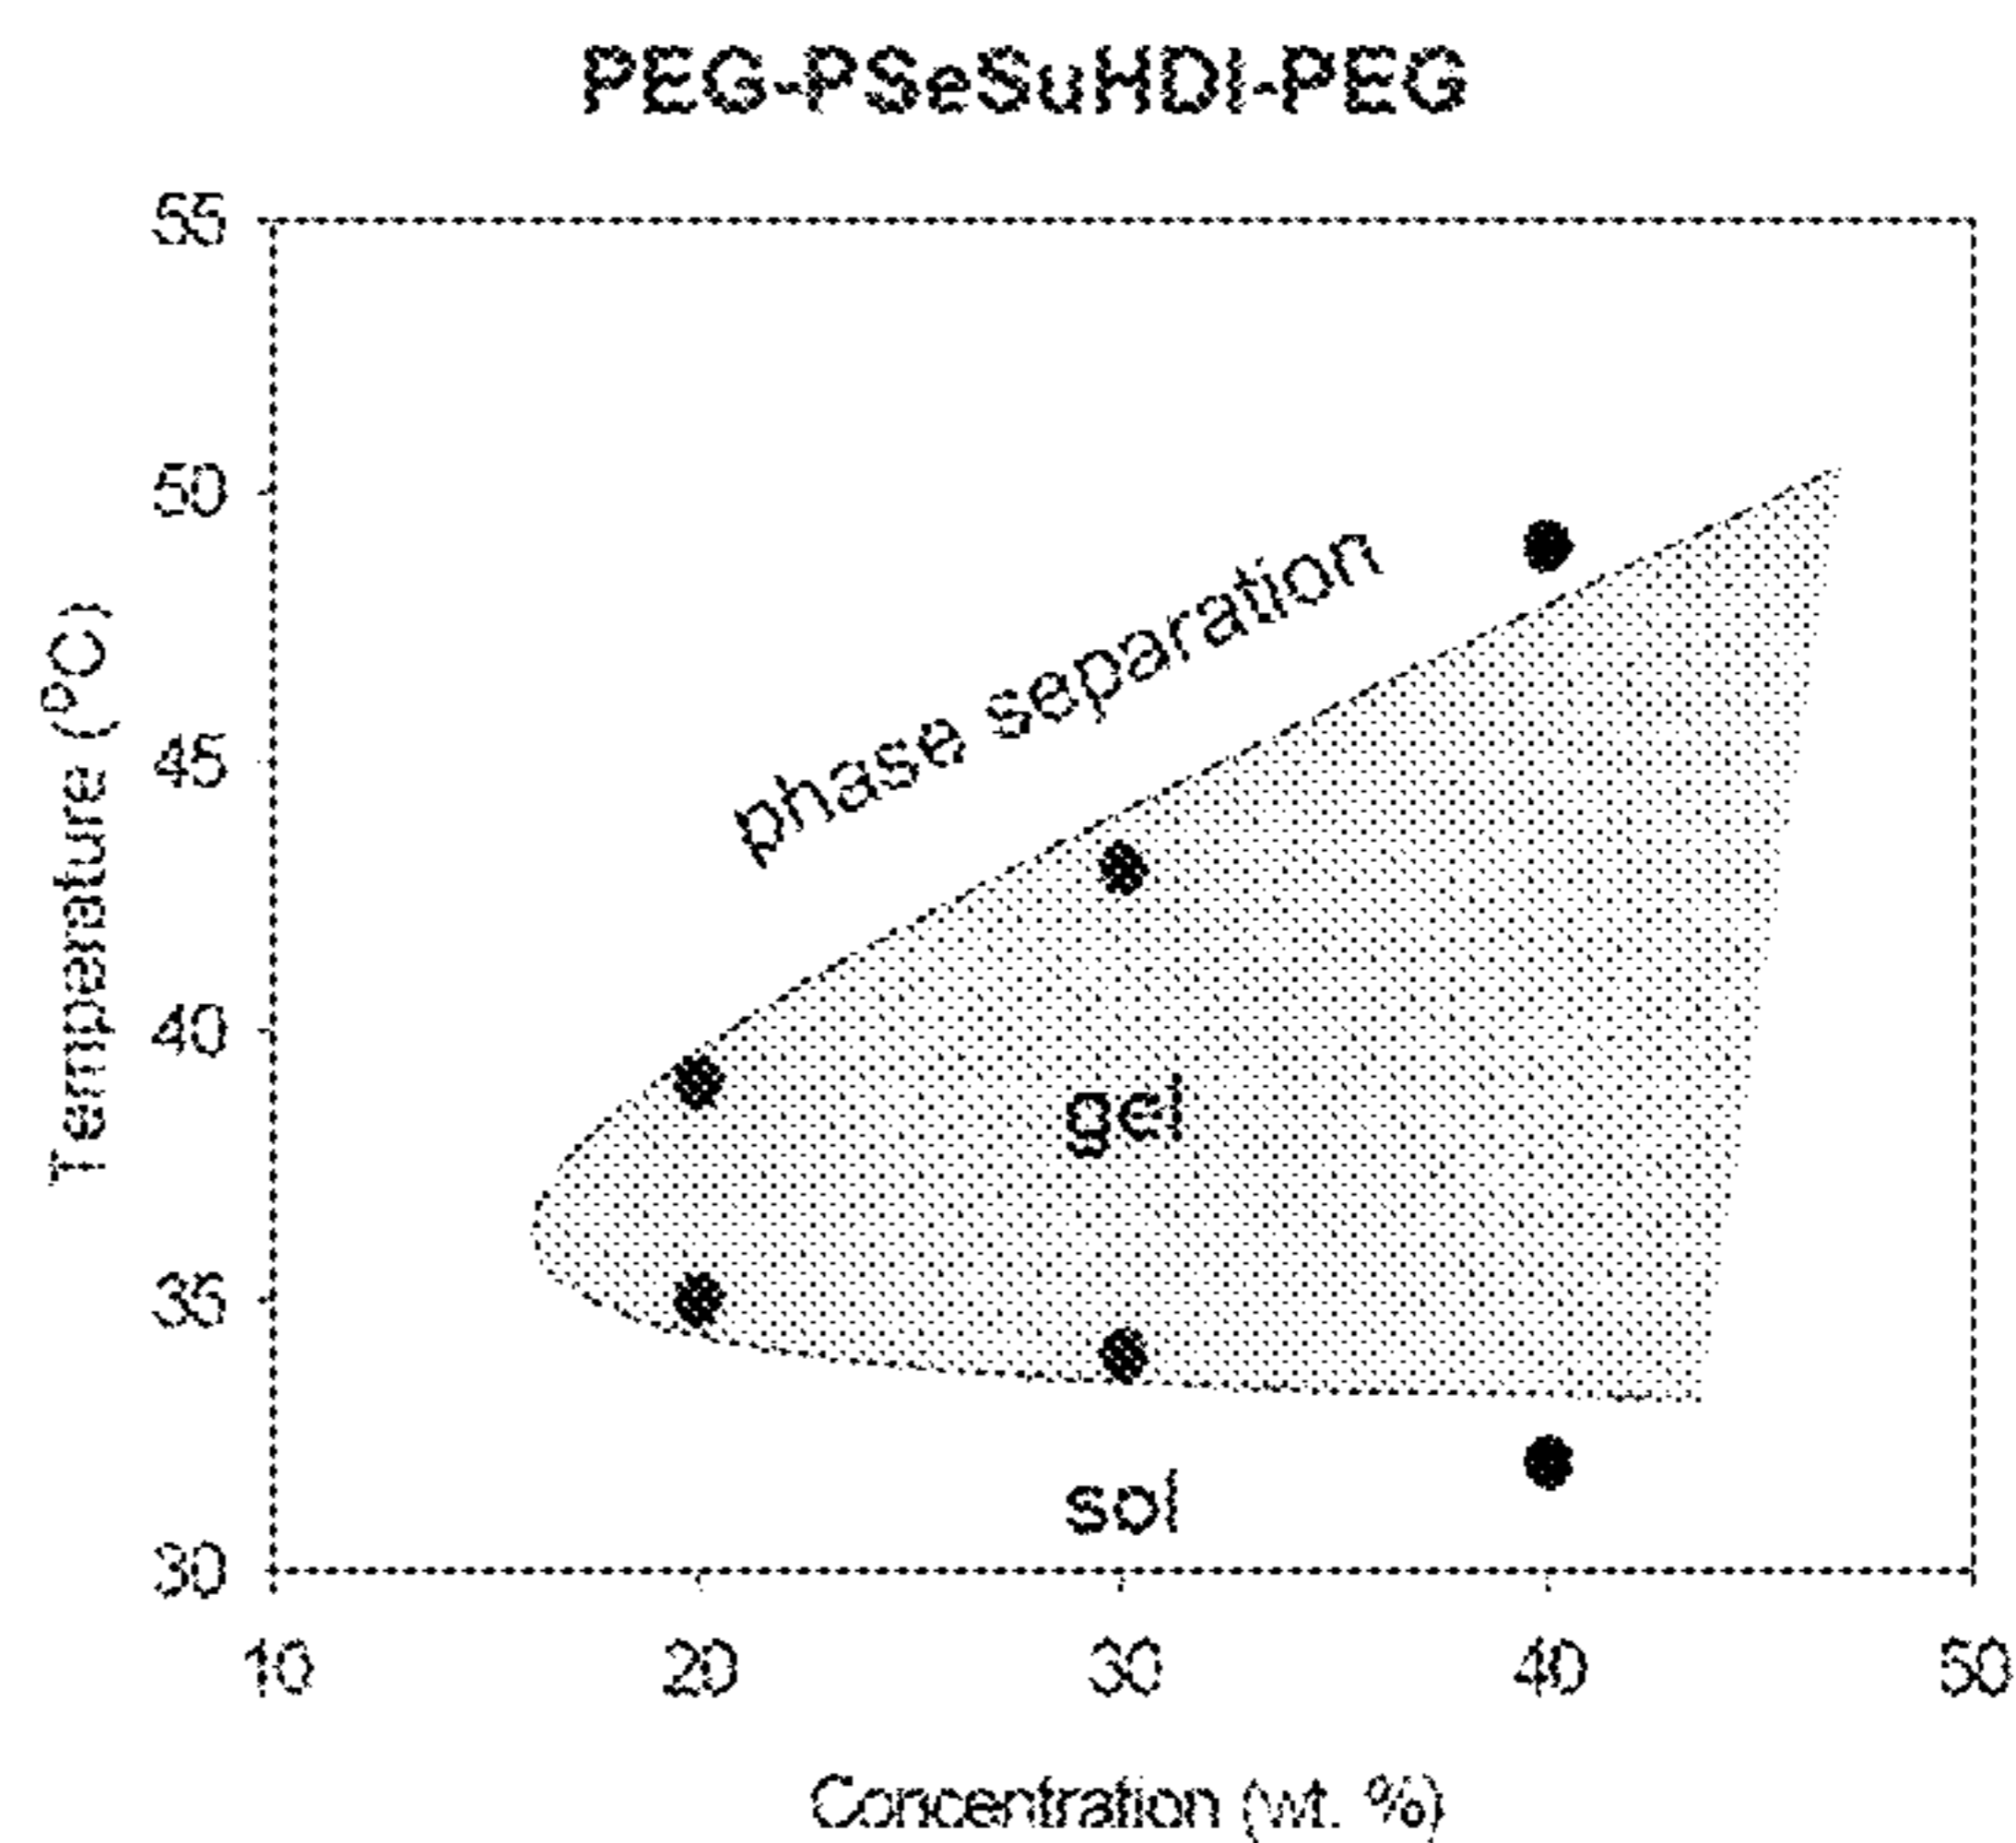 PEG-PSeSuHDI-PEG
55
50
45
40
35
30
Temperature (ºC)
phase separation
gel
sol
10 20 30 40 50
Concentration (wt. %)